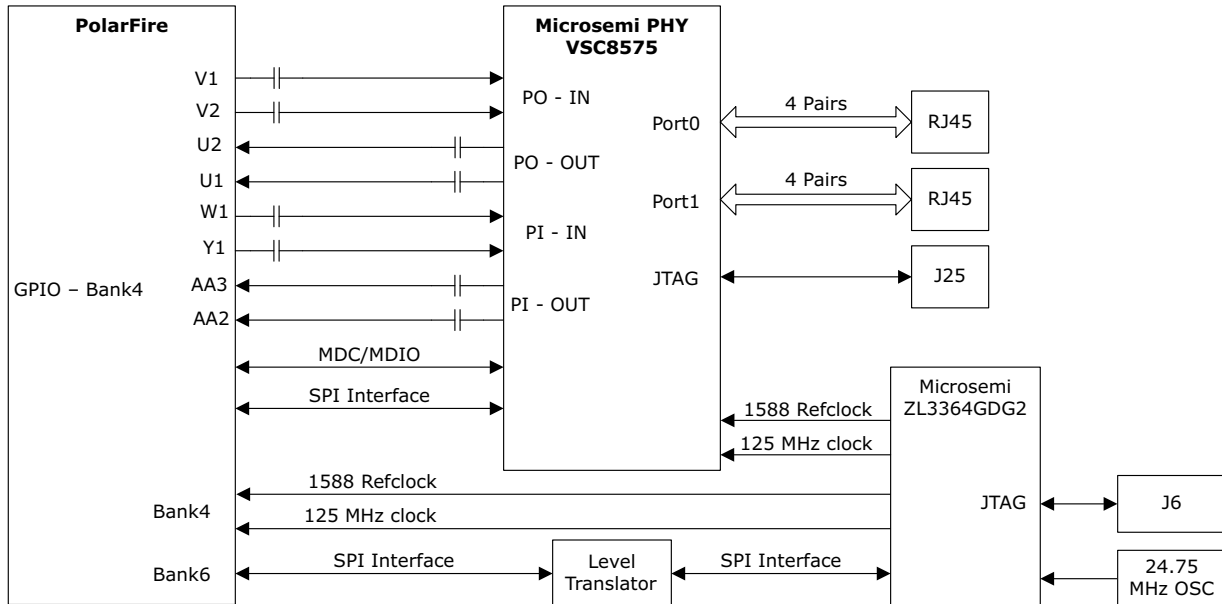 PolarFire
V1
V2
U2
U1
W1
Y1
AA3
AA2
GPIO – Bank4
Bank4
Bank6
MDC/MDIO
SPI Interface
1588 Refclock
125 MHz clock
SPI Interface
Level
Translator
SPI Interface
Microsemi PHY
VSC8575
PO - IN
PO - OUT
PI - IN
PI - OUT
Port0
Port1
JTAG
4 Pairs
RJ45
4 Pairs
RJ45
J25
1588 Refclock
125 MHz clock
Microsemi
ZL3364GDG2
JTAG
J6
24.75
MHz OSC